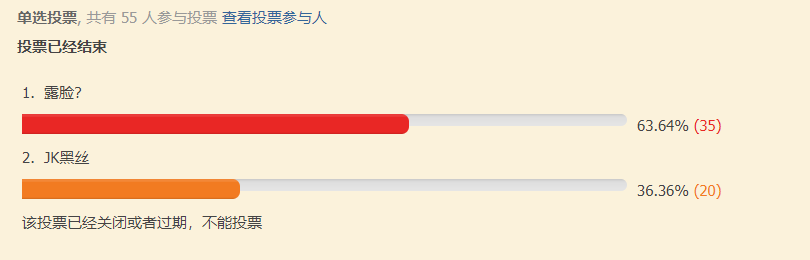 单选投票, 共有 55 人参与投票 查看投票参与人
投票已经结束
1. 露脸?
63.64% (35)
2. JK黑丝
36.36% (20)
该投票已经关闭或者过期，不能投票